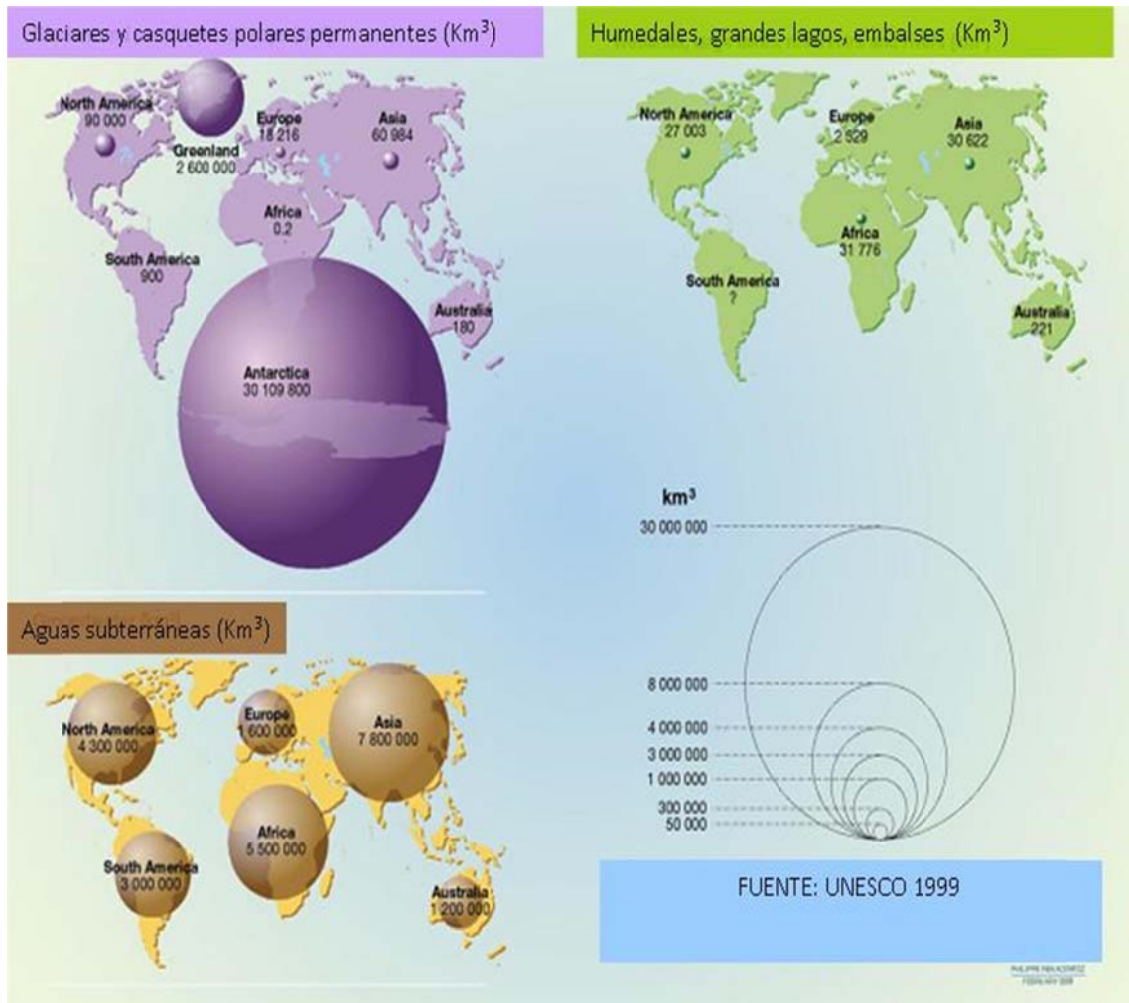 Glaciares y casquetes polares permanentes (Km³)
North America
90 000
Greenland
2 600 000
Europe
18 216
Asia
60 984
Africa
0.2
South America
900
Australia
180
Antarctica
30 109 800
Humedales, grandes lagos, embalses (Km³)
North America
27 003
Europe
2 529
Asia
30 622
Africa
31 776
South America
?
Australia
221
Aguas subterráneas (Km³)
North America
4 300 000
Europe
1 600 000
Asia
7 800 000
Africa
5 500 000
South America
3 000 000
Australia
1 200 000
km³
30 000 000
8 000 000
4 000 000
3 000 000
1 000 000
300 000
50 000
FUENTE: UNESCO 1999